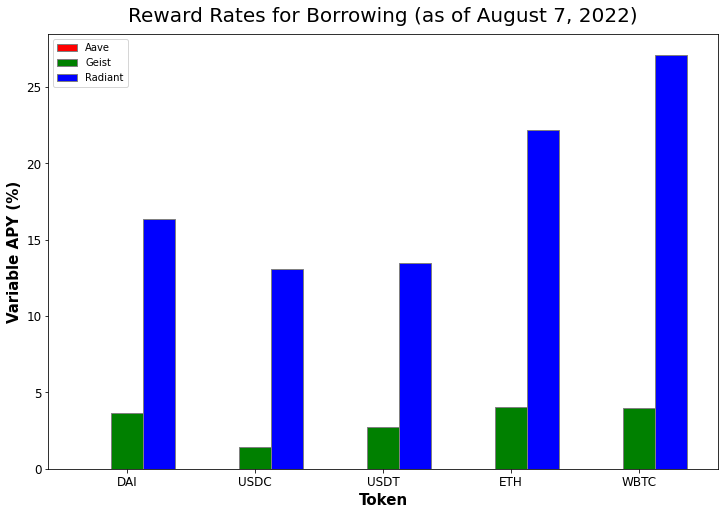 Reward Rates for Borrowing (as of August 7, 2022)
Aave
Geist
Radiant
Variable APY (%)
25
20
15
10
5
0
DAI
USDC
USDT
ETH
WBTC
Token